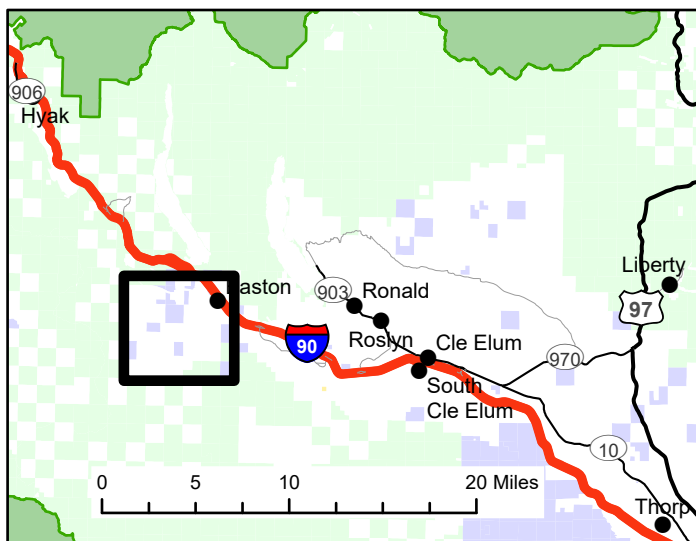 906
Hyak
Easton
903
Ronald
Liberty
97
90
Roslyn
Cle Elum
970
South
Cle Elum
10
0 5 10 20 Miles
Thorp